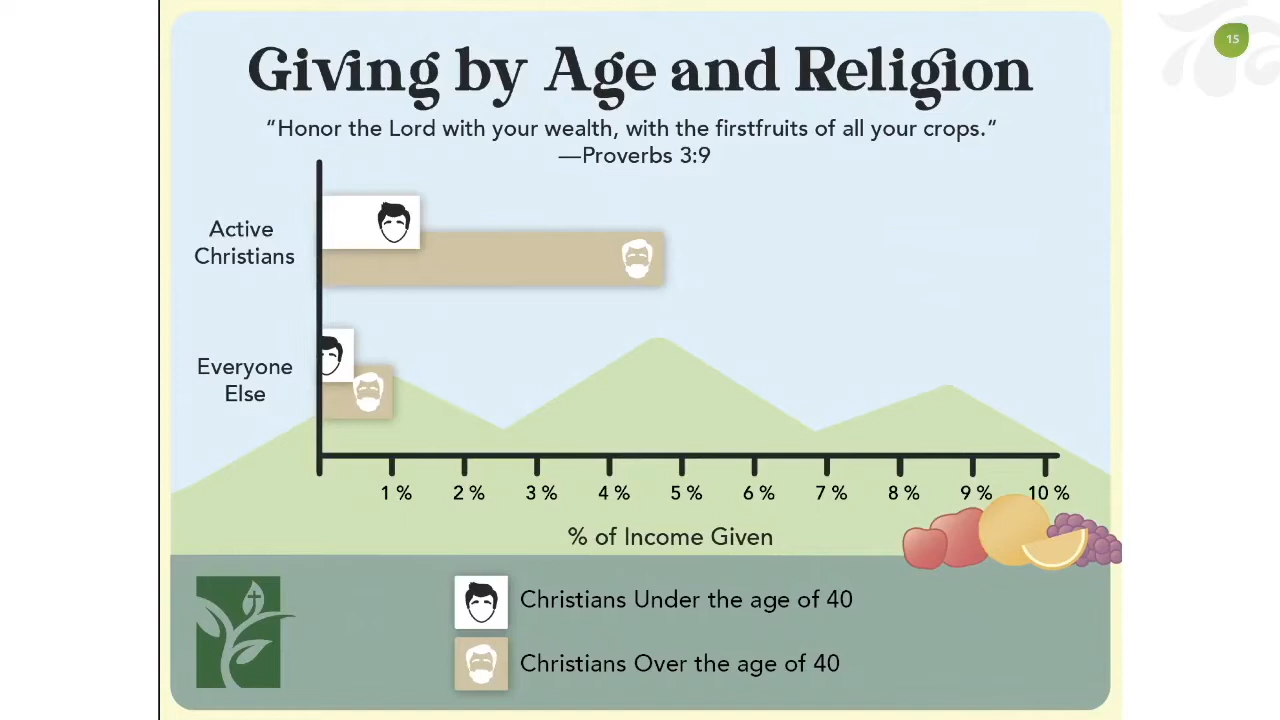 15
Giving by Age and Religion
“Honor the Lord with your wealth, with the firstfruits of all your crops.”
—Proverbs 3:9
Active
Christians
Everyone
Else
1 % 2 % 3 % 4 % 5 % 6 % 7 % 8 % 9 % 10 %
% of Income Given
Christians Under the age of 40
Christians Over the age of 40